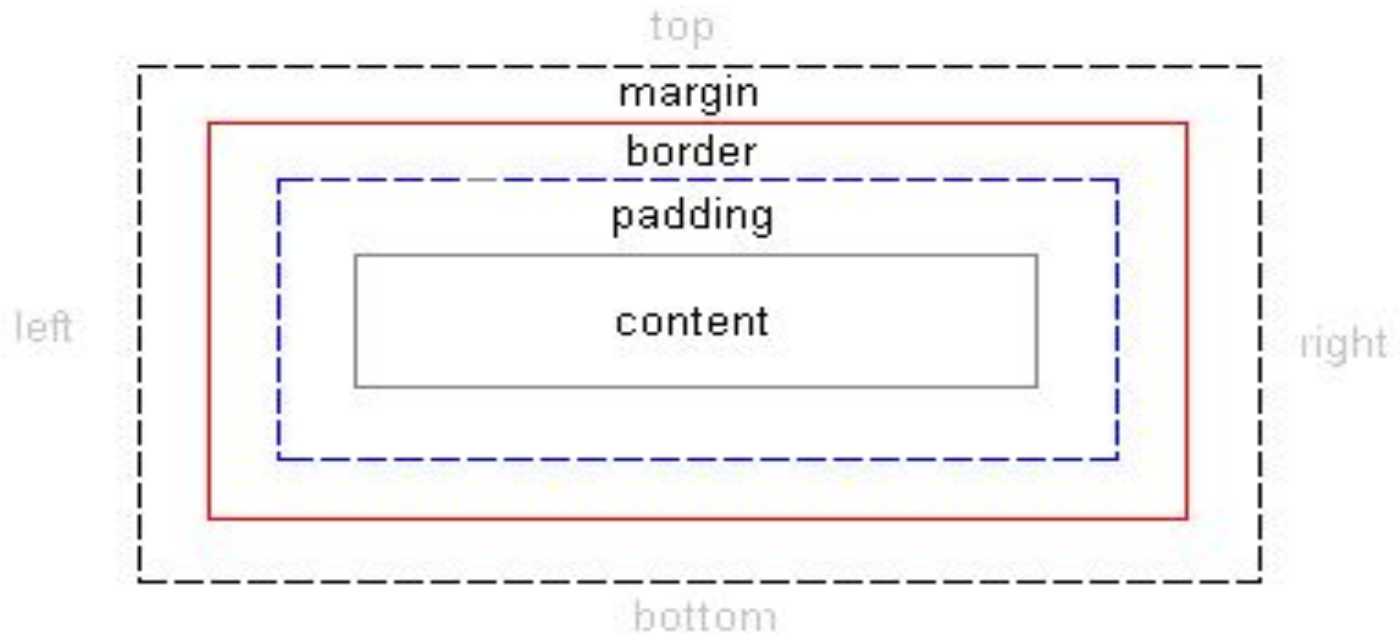 top
margin
border
padding
content
left
right
bottom